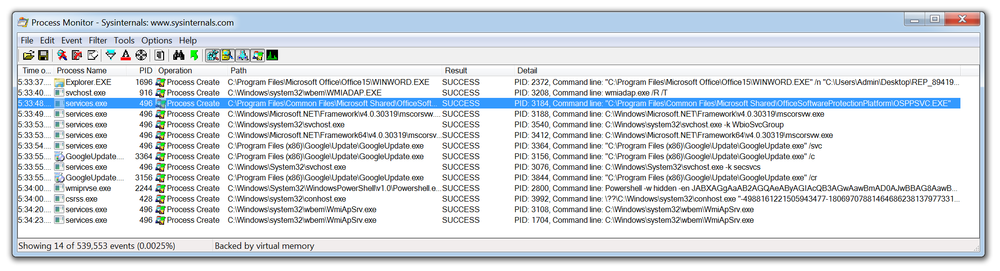 Process Monitor - Sysinternals: www.sysinternals.com
File Edit Event Filter Tools Options Help
Time o... Process Name PID Operation Path Result Detail
5:33:37.... Explorer.EXE 1696 Process Create C:\Program Files\Microsoft Office\Office15\WINWORD.EXE SUCCESS PID: 2372, Command line: "C:\Program Files\Microsoft Office\Office15\WINWORD.EXE" /n "C:\Users\Admin\Desktop\REP_89419...
5:33:40.... svchost.exe 916 Process Create C:\Windows\system32\wbem\WMIADAP.EXE SUCCESS PID: 3208, Command line: wmiadap.exe /R /T
5:33:48.... services.exe 496 Process Create C:\Program Files\Common Files\Microsoft Shared\OfficeSoft... SUCCESS PID: 3184, Command line: "C:\Program Files\Common Files\Microsoft Shared\OfficeSoftwareProtectionPlatform\OSPPSVC.EXE"
5:33:49.... services.exe 496 Process Create C:\Windows\Microsoft.NET\Framework\v4.0.30319\mscorsvw.... SUCCESS PID: 3188, Command line: C:\Windows\Microsoft.NET\Framework\v4.0.30319\mscorsvw.exe
5:33:53.... services.exe 496 Process Create C:\Windows\system32\svchost.exe SUCCESS PID: 3540, Command line: C:\Windows\system32\svchost.exe -k WbioSvcGroup
5:33:53.... services.exe 496 Process Create C:\Windows\Microsoft.NET\Framework64\v4.0.30319\mscorsv... SUCCESS PID: 3412, Command line: C:\Windows\Microsoft.NET\Framework64\v4.0.30319\mscorsvw.exe
5:33:54.... services.exe 496 Process Create C:\Program Files (x86)\Google\Update\GoogleUpdate.exe SUCCESS PID: 3364, Command line: "C:\Program Files (x86)\Google\Update\GoogleUpdate.exe" /svc
5:33:55.... GoogleUpdate.... 3364 Process Create C:\Program Files (x86)\Google\Update\GoogleUpdate.exe SUCCESS PID: 3156, Command line: "C:\Program Files (x86)\Google\Update\GoogleUpdate.exe" /c
5:33:55.... services.exe 496 Process Create C:\Windows\System32\svchost.exe SUCCESS PID: 3076, Command line: C:\Windows\System32\svchost.exe -k secsvcs
5:33:55.... GoogleUpdate.... 3156 Process Create C:\Program Files (x86)\Google\Update\GoogleUpdate.exe SUCCESS PID: 3844, Command line: "C:\Program Files (x86)\Google\Update\GoogleUpdate.exe" /cr
5:34:00.... wmiprvse.exe 2244 Process Create C:\Windows\System32\WindowsPowerShell\v1.0\Powershell.e... SUCCESS PID: 2800, Command line: Powershell -w hidden -en JABXAGgAaAB2AGQAeAByAGIAcQB3AGwAawBmAD0AJwBBAG8AawB...
5:34:00.... csrss.exe 428 Process Create C:\Windows\system32\conhost.exe SUCCESS PID: 3992, Command line: \??\C:\Windows\system32\conhost.exe "-4988161221505943477-180697078814646862381379773​31...
5:34:20.... services.exe 496 Process Create C:\Windows\system32\wbem\WmiApSrv.exe SUCCESS PID: 3108, Command line: C:\Windows\system32\wbem\WmiApSrv.exe
5:34:23.... services.exe 496 Process Create C:\Windows\system32\wbem\WmiApSrv.exe SUCCESS PID: 1704, Command line: C:\Windows\system32\wbem\WmiApSrv.exe
Showing 14 of 539,553 events (0.0025%) Backed by virtual memory